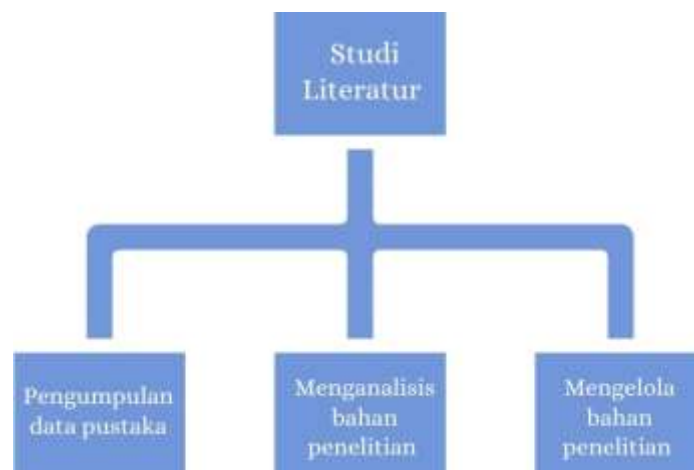 Studi
Literatur
Pengumpulan
data pustaka
Menganalisis
bahan
penelitian
Mengelola
bahan
penelitian